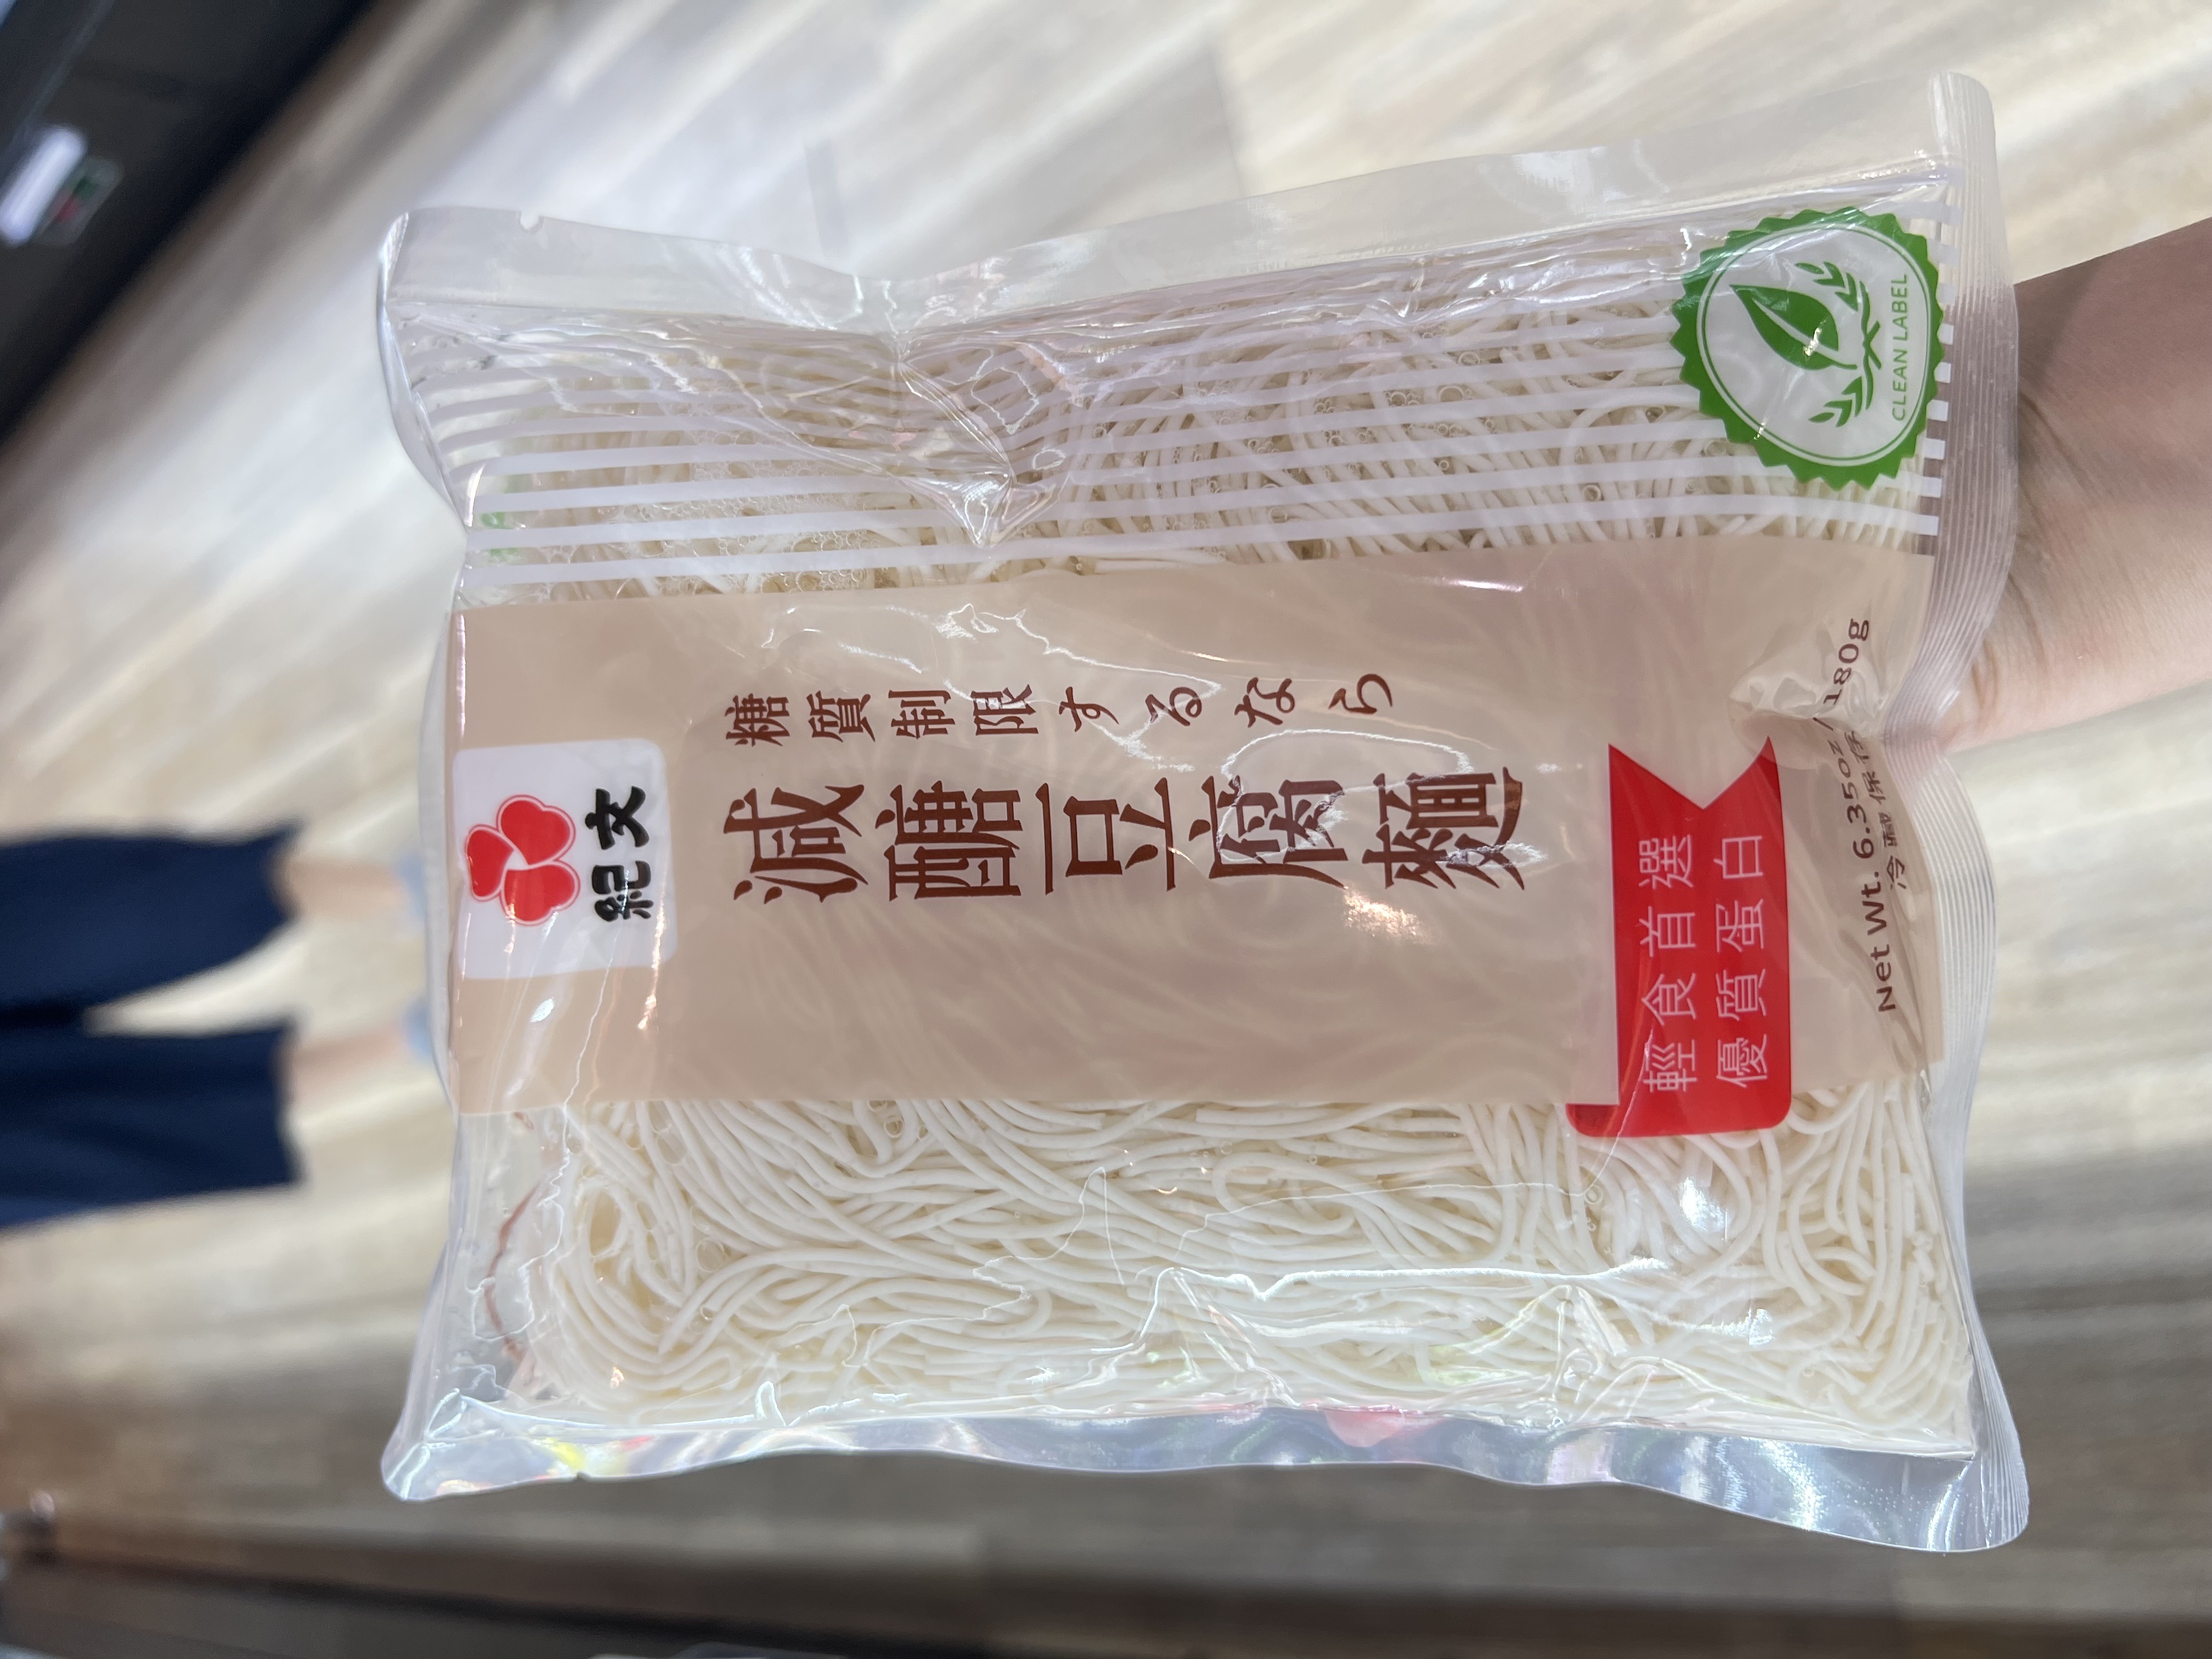 紀文
糖質制限するなら
減醣豆腐麵
輕食首選
優質蛋白
Net Wt. 6.35oz/180g
冷藏保存
CLEAN LABEL